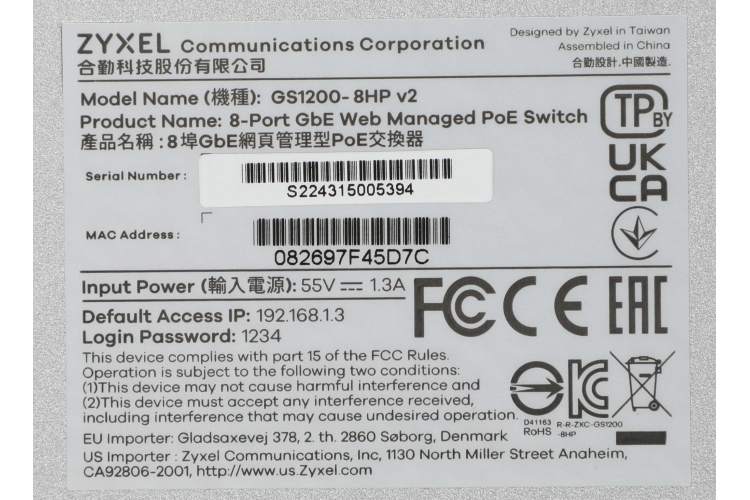 ZYXEL Communications Corporation
合勤科技股份有限公司
Designed by Zyxel in Taiwan
Assembled in China
合勤設計．中國製造．
Model Name (機種): GS1200-8HP v2
Product Name: 8-Port GbE Web Managed PoE Switch
產品名稱：8埠GbE網頁管理型PoE交換器
TP BY
UK
CA
Serial Number:
S224315005394
MAC Address:
082697F45D7C
Input Power (輸入電源): 55V ⎓ 1.3A
FCC CE EAC
Default Access IP: 192.168.1.3
Login Password: 1234
This device complies with part 15 of the FCC Rules.
Operation is subject to the following two conditions:
(1)This device may not cause harmful interference and
(2)This device must accept any interference received,
including interference that may cause undesired operation.
D41163
RoHS
R-R-ZXC-GS1200
-8HP
EU Importer: Gladsaxevej 378, 2. th. 2860 Søborg, Denmark
US Importer : Zyxel Communications, Inc, 1130 North Miller Street Anaheim,
CA92806-2001, http://www.us.Zyxel.com